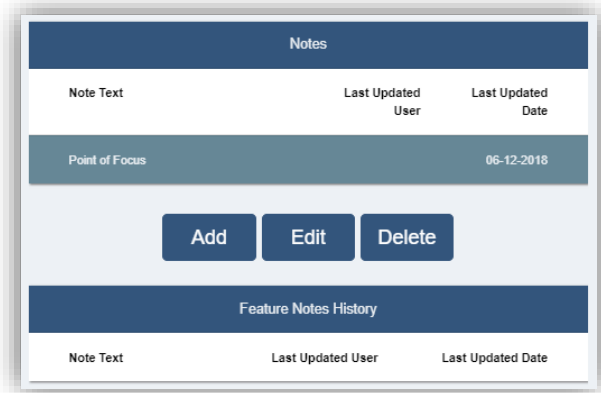 Notes
Note Text Last Updated User Last Updated Date
Point of Focus 06-12-2018
Add Edit Delete
Feature Notes History
Note Text Last Updated User Last Updated Date